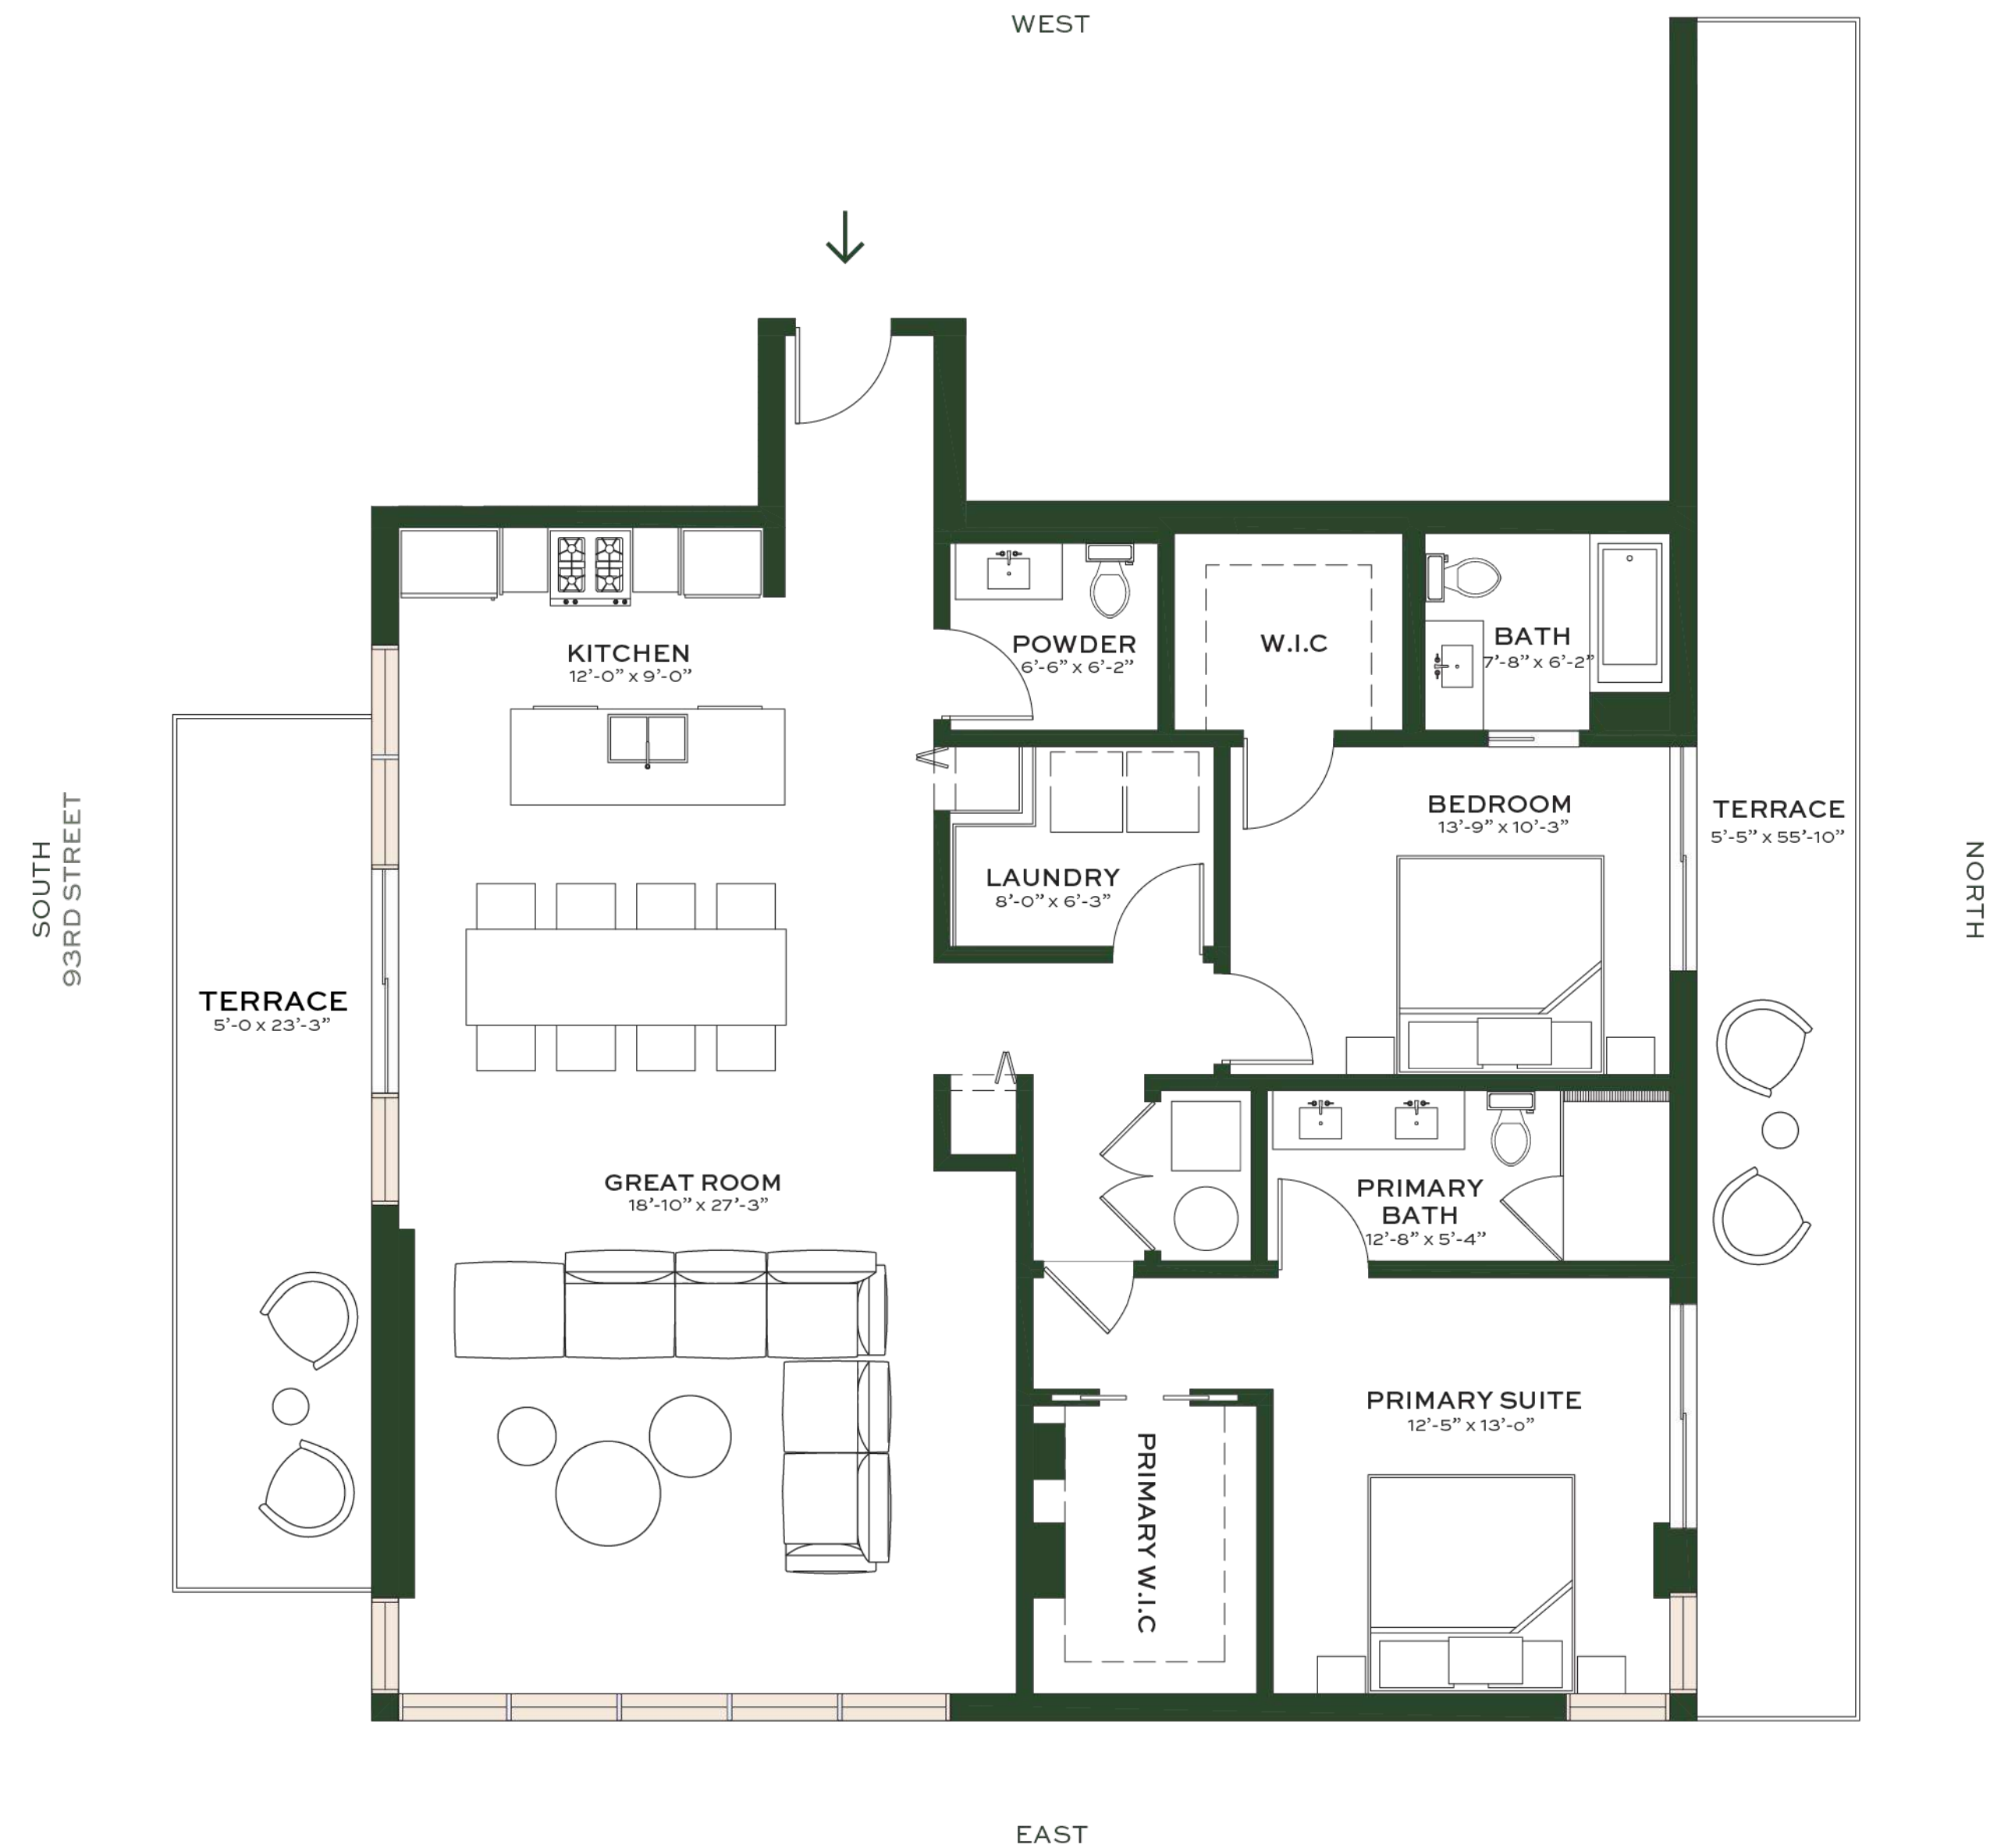 WEST
KITCHEN
12'-0" x 9'-0"
POWDER
6'-6" x 6'-2"
W.I.C
BATH
7'-8" x 6'-2"
BEDROOM
13'-9" x 10'-3"
TERRACE
5'-5" x 55'-10"
SOUTH
93RD STREET
NORTH
LAUNDRY
8'-0" x 6'-3"
TERRACE
5'-0 x 23'-3"
GREAT ROOM
18'-10" x 27'-3"
PRIMARY
BATH
12'-8" x 5'-4"
PRIMARY SUITE
12'-5" x 13'-0"
PRIMARY W.I.C
EAST